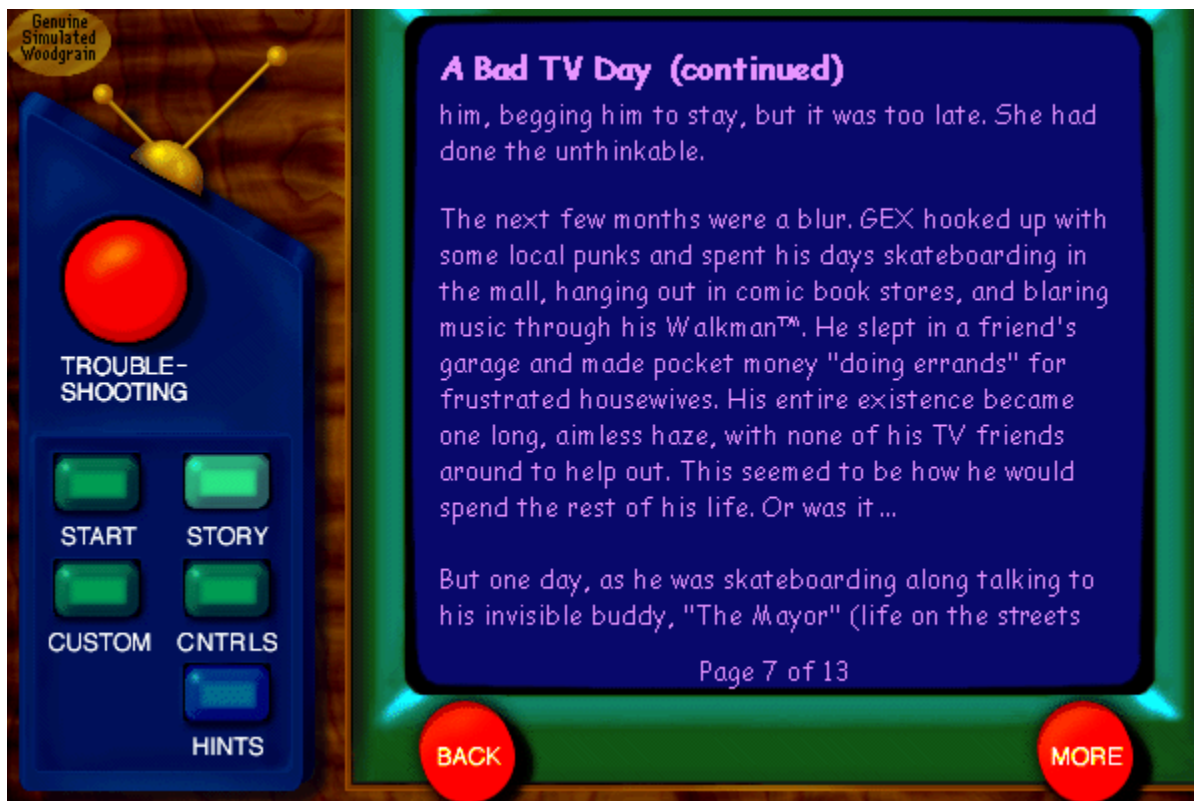 Genuine
Simulated
Woodgrain
TROUBLE-
SHOOTING
START
STORY
CUSTOM
CNTRLS
HINTS
A Bad TV Day (continued)
him, begging him to stay, but it was too late. She had
done the unthinkable.
The next few months were a blur. GEX hooked up with
some local punks and spent his days skateboarding in
the mall, hanging out in comic book stores, and blaring
music through his Walkman™. He slept in a friend's
garage and made pocket money "doing errands" for
frustrated housewives. His entire existence became
one long, aimless haze, with none of his TV friends
around to help out. This seemed to be how he would
spend the rest of his life. Or was it ...
But one day, as he was skateboarding along talking to
his invisible buddy, "The Mayor" (life on the streets
Page 7 of 13
BACK
MORE